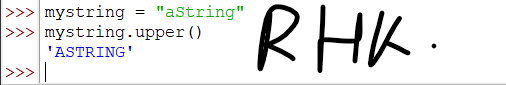 >>> mystring = "aString"
>>> mystring.upper()
'ASTRING'
>>>
RHK.